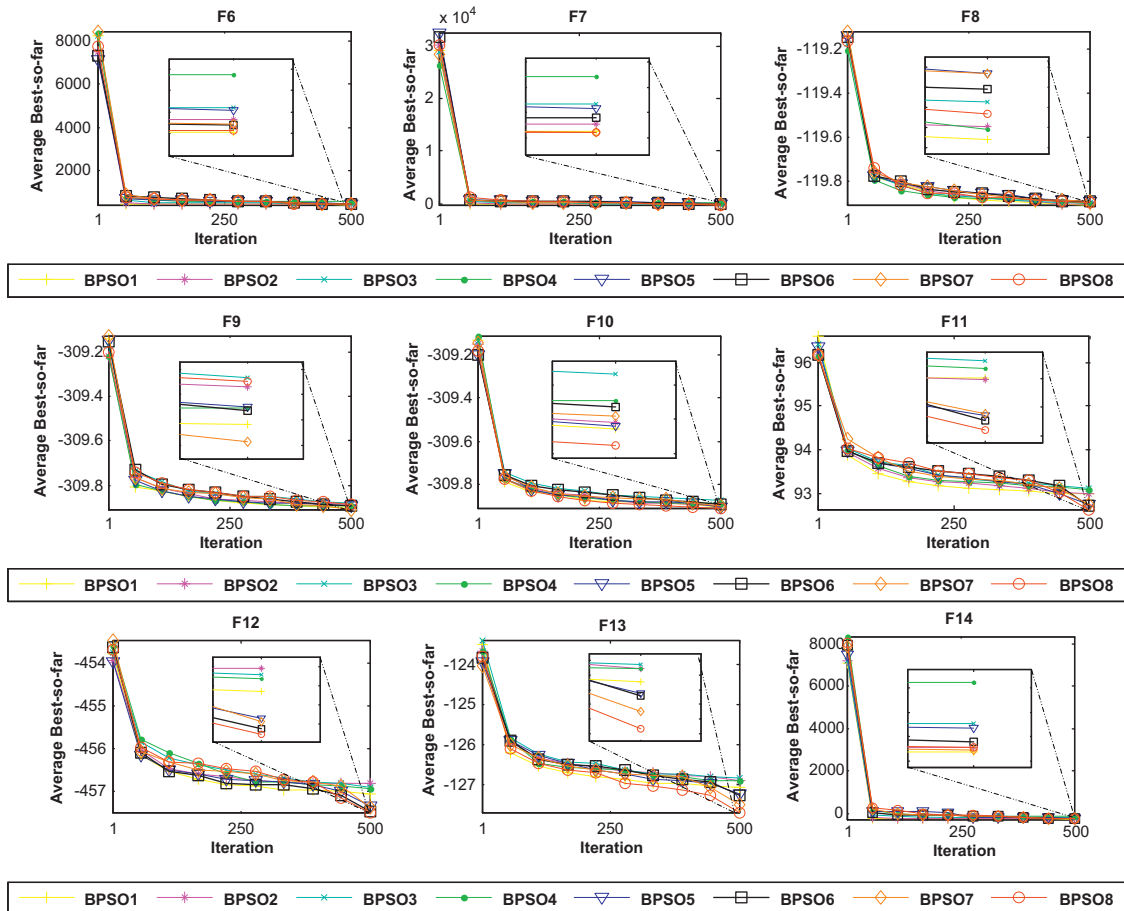 F6
F7
F8
x 10^4
Average Best-so-far
8000
6000
4000
2000
1
250
500
Iteration
Average Best-so-far
3
2
1
0
1
250
500
Iteration
Average Best-so-far
-119.2
-119.4
-119.6
-119.8
1
250
500
Iteration
BPSO1 BPSO2 BPSO3 BPSO4 BPSO5 BPSO6 BPSO7 BPSO8
F9
F10
F11
Average Best-so-far
-309.2
-309.4
-309.6
-309.8
1
250
500
Iteration
Average Best-so-far
-309.2
-309.4
-309.6
-309.8
1
250
500
Iteration
Average Best-so-far
96
95
94
93
1
250
500
Iteration
BPSO1 BPSO2 BPSO3 BPSO4 BPSO5 BPSO6 BPSO7 BPSO8
F12
F13
F14
Average Best-so-far
-454
-455
-456
-457
1
250
500
Iteration
Average Best-so-far
-124
-125
-126
-127
1
250
500
Iteration
Average Best-so-far
8000
6000
4000
2000
0
1
250
500
Iteration
BPSO1 BPSO2 BPSO3 BPSO4 BPSO5 BPSO6 BPSO7 BPSO8